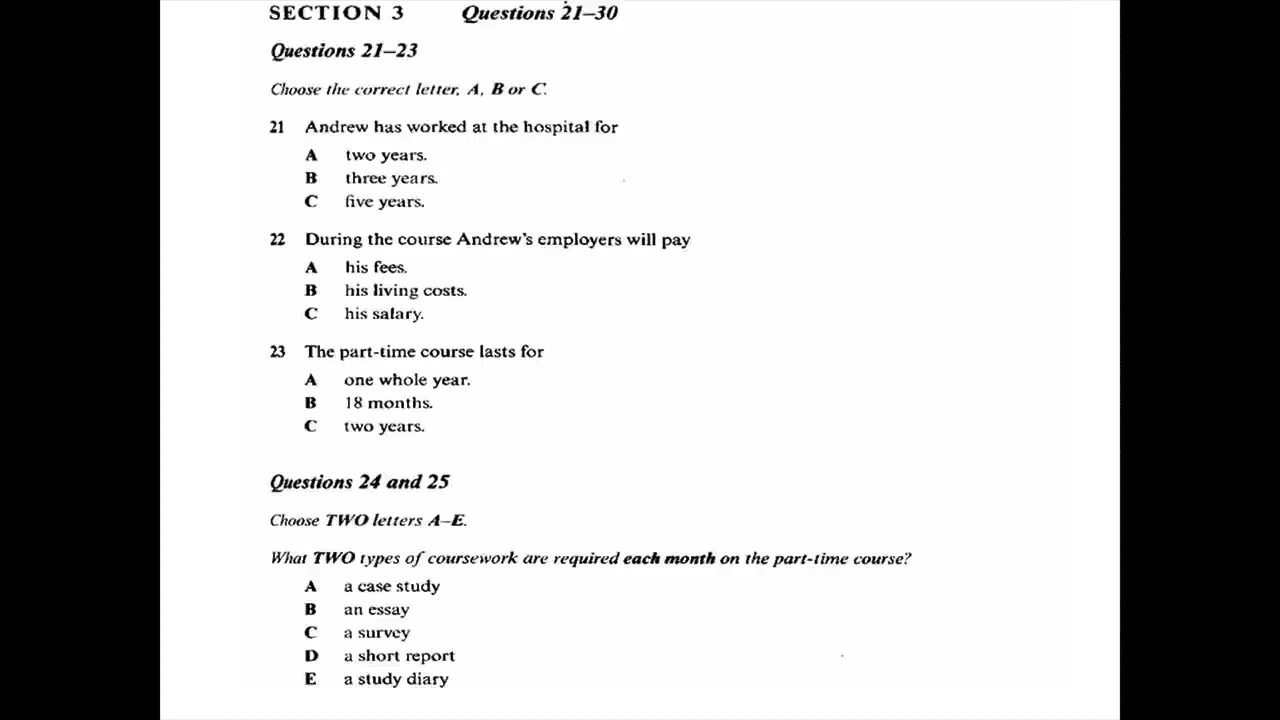 SECTION 3 Questions 21–30
Questions 21–23
Choose the correct letter, A, B or C.
21 Andrew has worked at the hospital for
A two years.
B three years.
C five years.
22 During the course Andrew's employers will pay
A his fees.
B his living costs.
C his salary.
23 The part-time course lasts for
A one whole year.
B 18 months.
C two years.
Questions 24 and 25
Choose TWO letters A–E.
What TWO types of coursework are required each month on the part-time course?
A a case study
B an essay
C a survey
D a short report
E a study diary